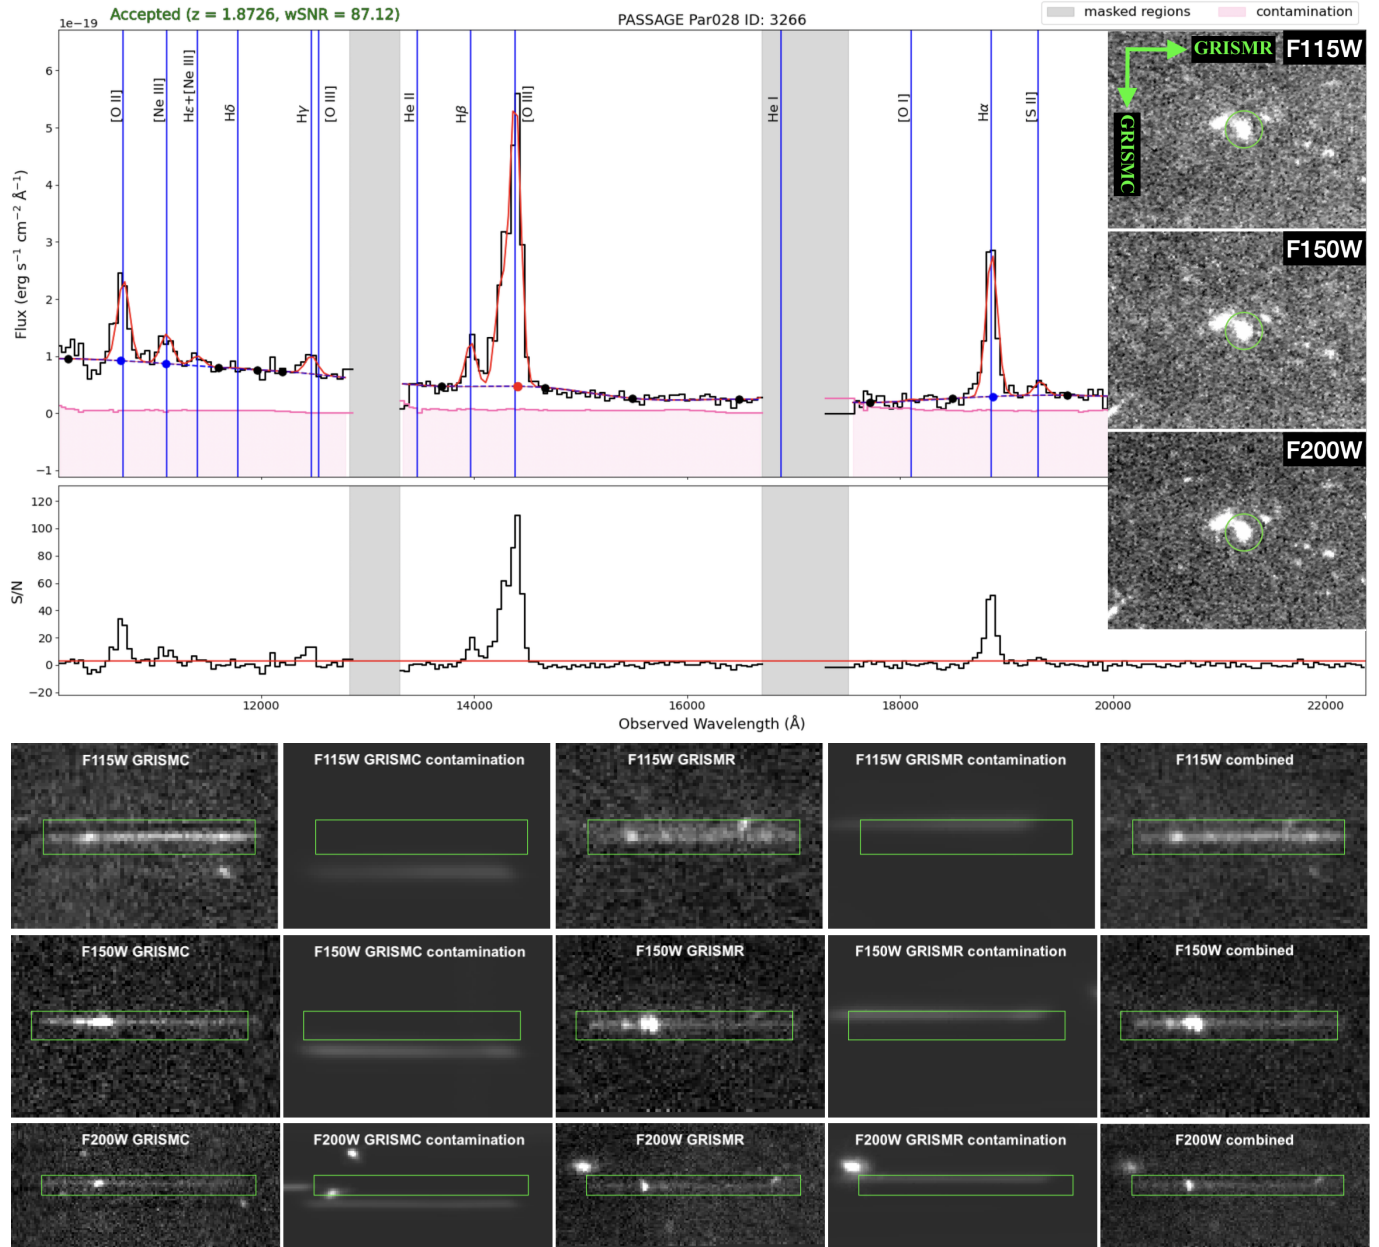 Accepted (z = 1.8726, wSNR = 87.12)
PASSAGE Par028 ID: 3266
masked regions
contamination
1e−19
Flux (erg s⁻¹ cm⁻² Å⁻¹)
6
5
4
3
2
1
0
−1
[O II]
[Ne III]
Hε+[Ne III]
Hδ
Hγ
[O III]
He II
Hβ
[O III]
He I
[O I]
Hα
[S II]
GRISMR
GRISMC
F115W
F150W
F200W
S/N
120
100
80
60
40
20
0
−20
12000
14000
16000
18000
20000
22000
Observed Wavelength (Å)
F115W GRISMC
F115W GRISMC contamination
F115W GRISMR
F115W GRISMR contamination
F115W combined
F150W GRISMC
F150W GRISMC contamination
F150W GRISMR
F150W GRISMR contamination
F150W combined
F200W GRISMC
F200W GRISMC contamination
F200W GRISMR
F200W GRISMR contamination
F200W combined